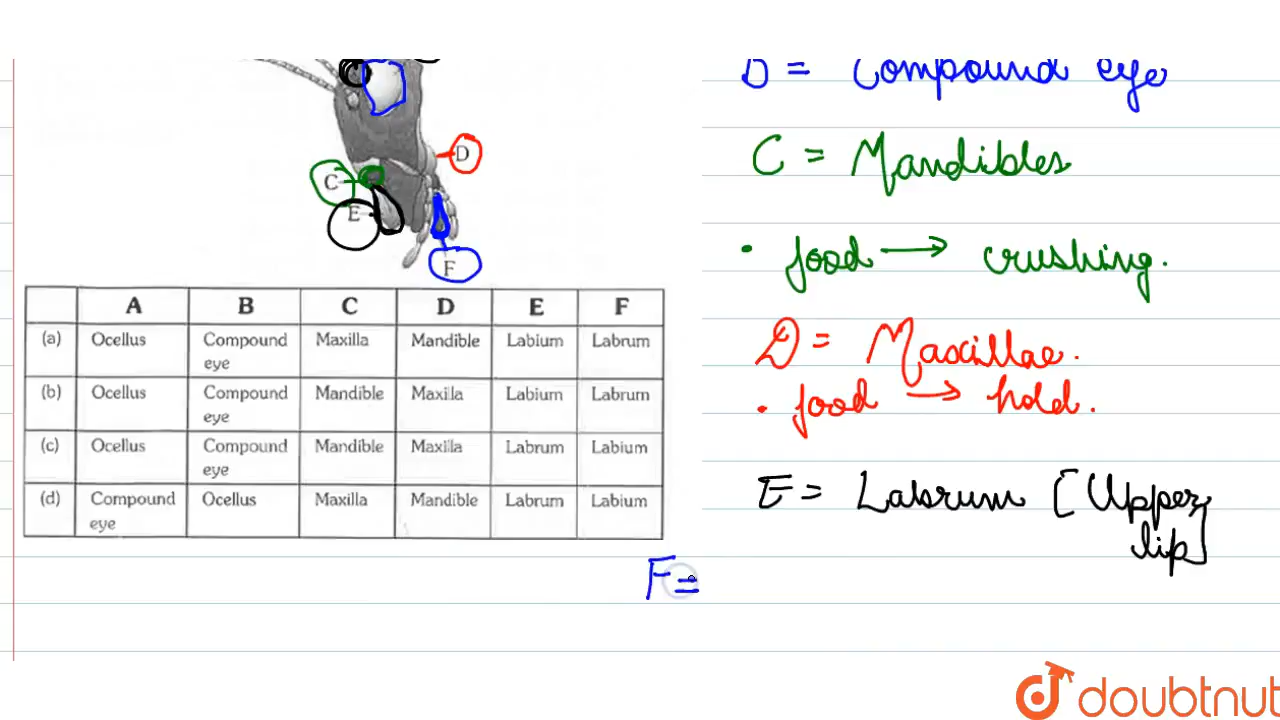 B = Compound eye
C = Mandibles
D
C
E
F
• food → crushing.
A B C D E F
(a) Ocellus Compound eye Maxilla Mandible Labium Labrum
(b) Ocellus Compound eye Mandible Maxilla Labium Labrum
(c) Ocellus Compound eye Mandible Maxilla Labrum Labium
(d) Compound eye Ocellus Maxilla Mandible Labrum Labium
D = Maxillae.
• food → hold.
E = Labrum [Upper
lip]
F =
doubtnut